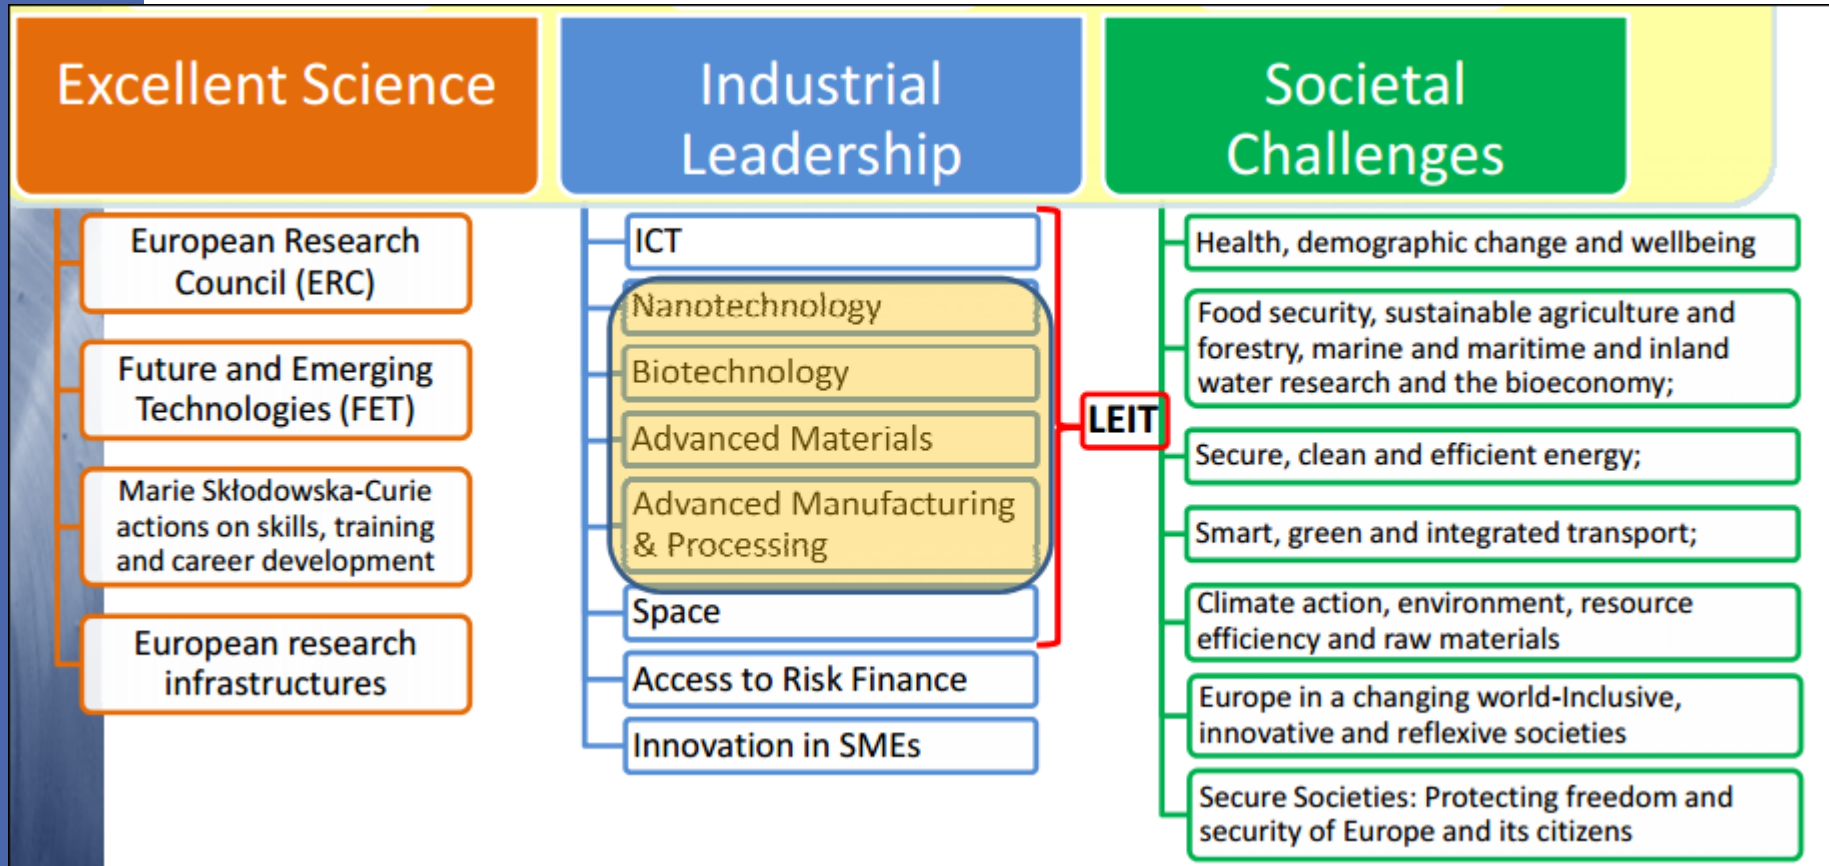 Excellent Science
European Research
Council (ERC)
Future and Emerging
Technologies (FET)
Marie Skłodowska-Curie
actions on skills, training
and career development
European research
infrastructures
Industrial
Leadership
ICT
Nanotechnology
Biotechnology
Advanced Materials
Advanced Manufacturing
& Processing
Space
Access to Risk Finance
Innovation in SMEs
LEIT
Societal
Challenges
Health, demographic change and wellbeing
Food security, sustainable agriculture and
forestry, marine and maritime and inland
water research and the bioeconomy;
Secure, clean and efficient energy;
Smart, green and integrated transport;
Climate action, environment, resource
efficiency and raw materials
Europe in a changing world-Inclusive,
innovative and reflexive societies
Secure Societies: Protecting freedom and
security of Europe and its citizens